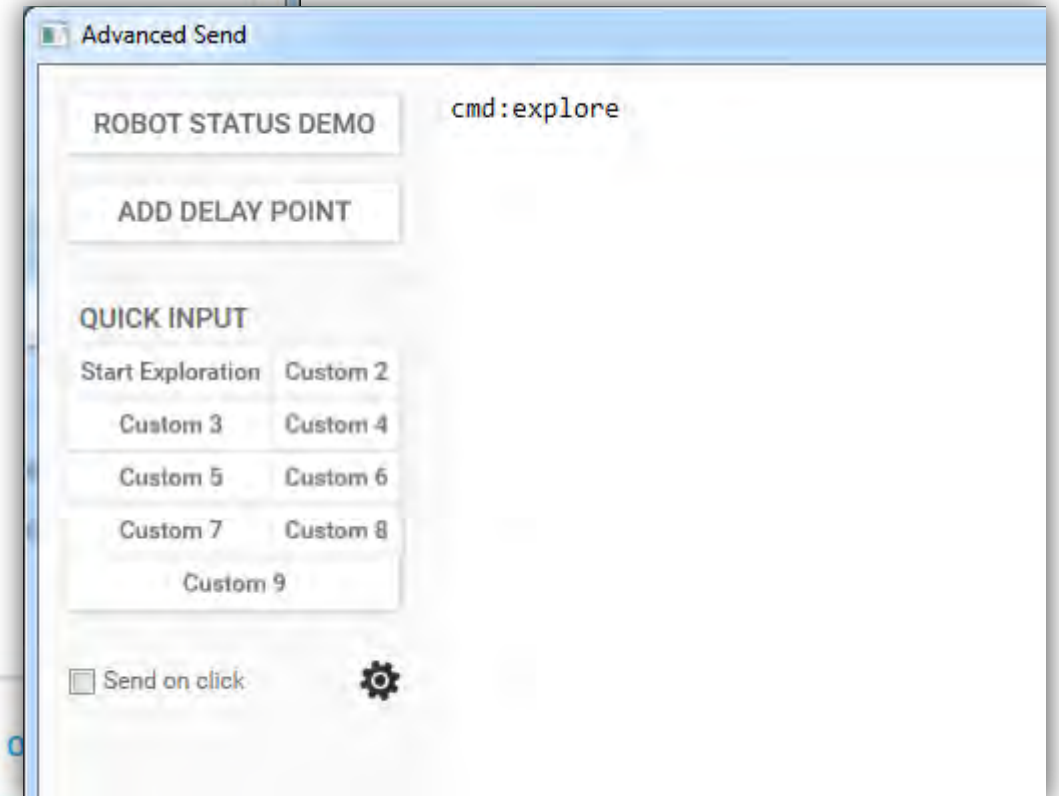 Advanced Send
ROBOT STATUS DEMO
cmd:explore
ADD DELAY POINT
QUICK INPUT
Start Exploration Custom 2
Custom 3 Custom 4
Custom 5 Custom 6
Custom 7 Custom 8
Custom 9
Send on click